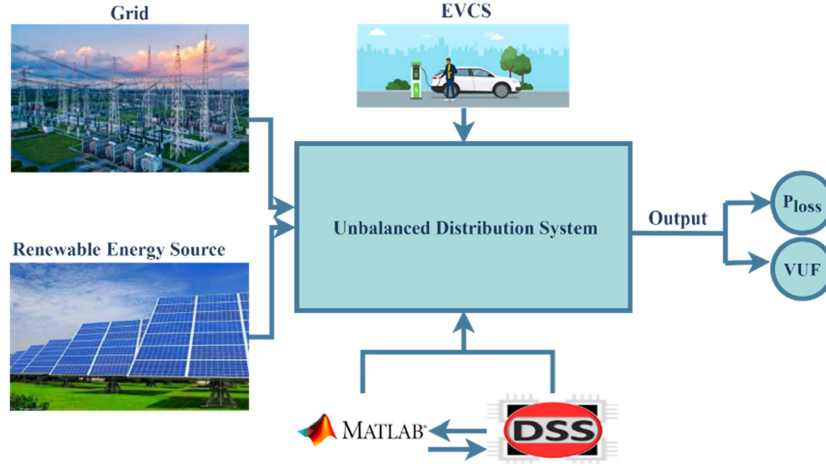 Grid
EVCS
Unbalanced Distribution System
Output
Ploss
VUF
Renewable Energy Source
MATLAB®
DSS